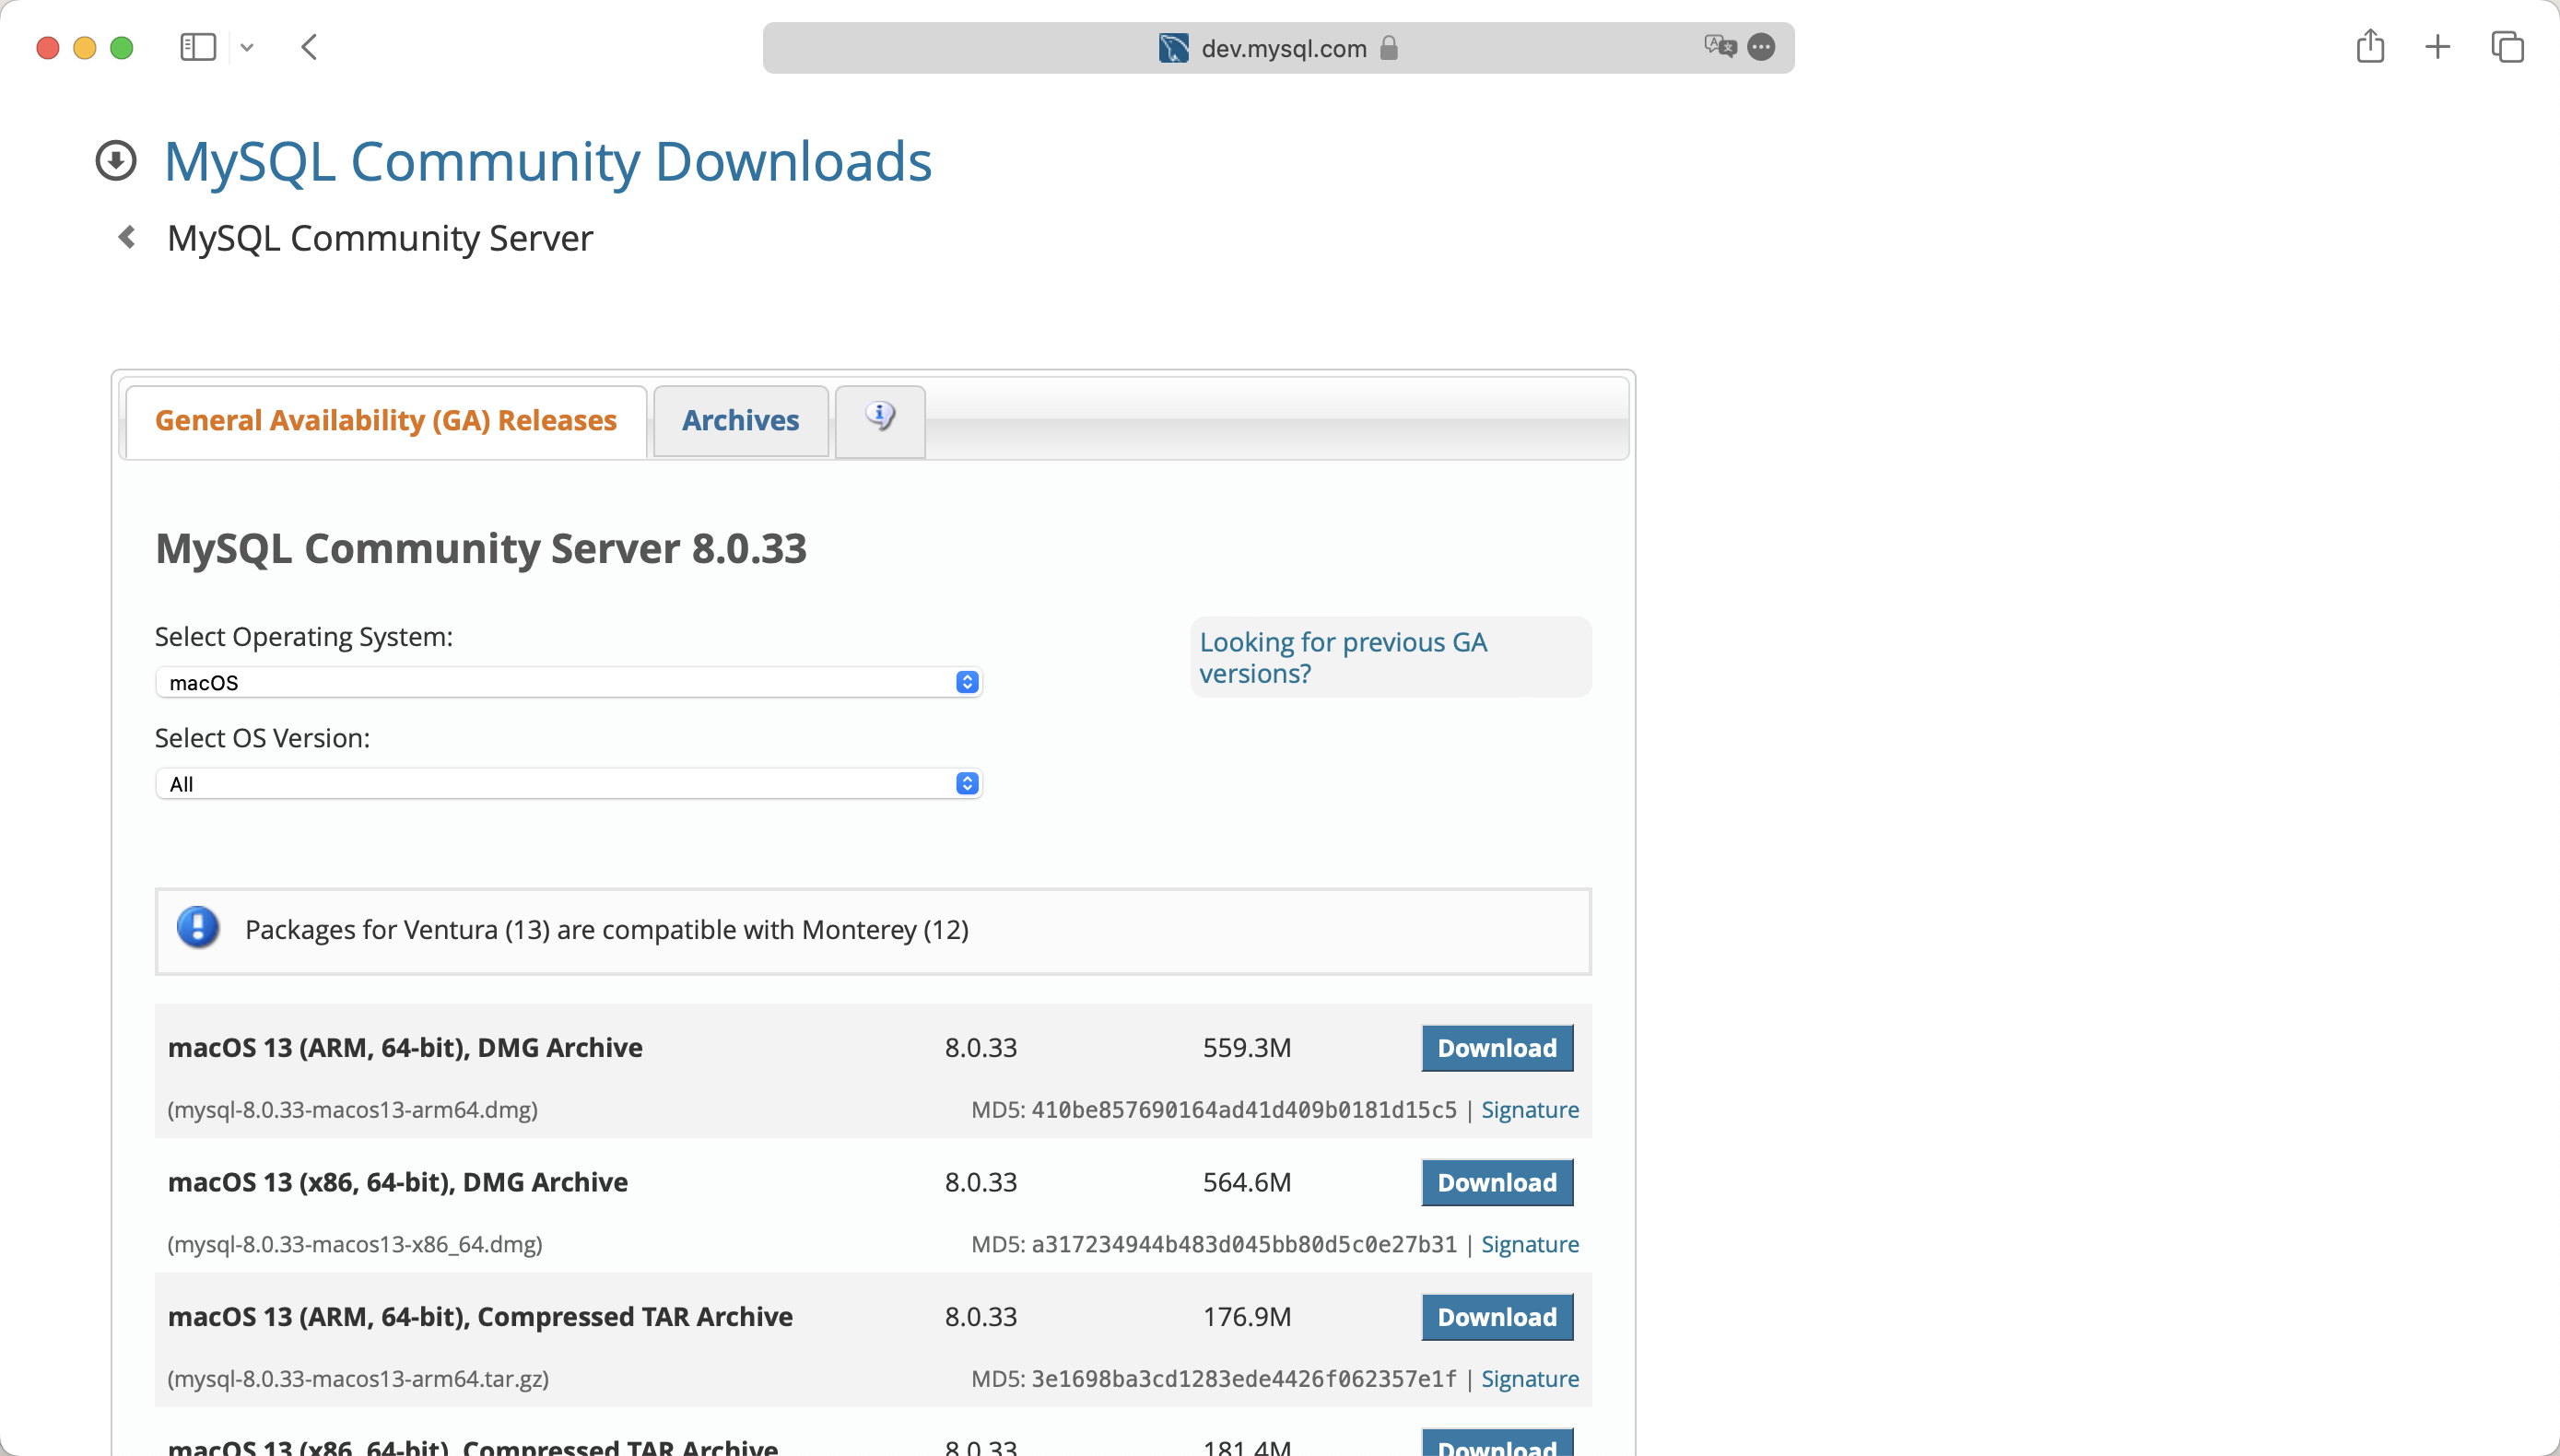 dev.mysql.com
MySQL Community Downloads
MySQL Community Server
General Availability (GA) Releases
Archives
MySQL Community Server 8.0.33
Select Operating System:
macOS
Looking for previous GA
versions?
Select OS Version:
All
Packages for Ventura (13) are compatible with Monterey (12)
macOS 13 (ARM, 64-bit), DMG Archive 8.0.33 559.3M Download
(mysql-8.0.33-macos13-arm64.dmg) MD5: 410be857690164ad41d409b0181d15c5 | Signature
macOS 13 (x86, 64-bit), DMG Archive 8.0.33 564.6M Download
(mysql-8.0.33-macos13-x86_64.dmg) MD5: a317234944b483d045bb80d5c0e27b31 | Signature
macOS 13 (ARM, 64-bit), Compressed TAR Archive 8.0.33 176.9M Download
(mysql-8.0.33-macos13-arm64.tar.gz) MD5: 3e1698ba3cd1283ede4426f062357e1f | Signature
macOS 13 (x86, 64-bit), Compressed TAR Archive 8.0.33 181.4M Download